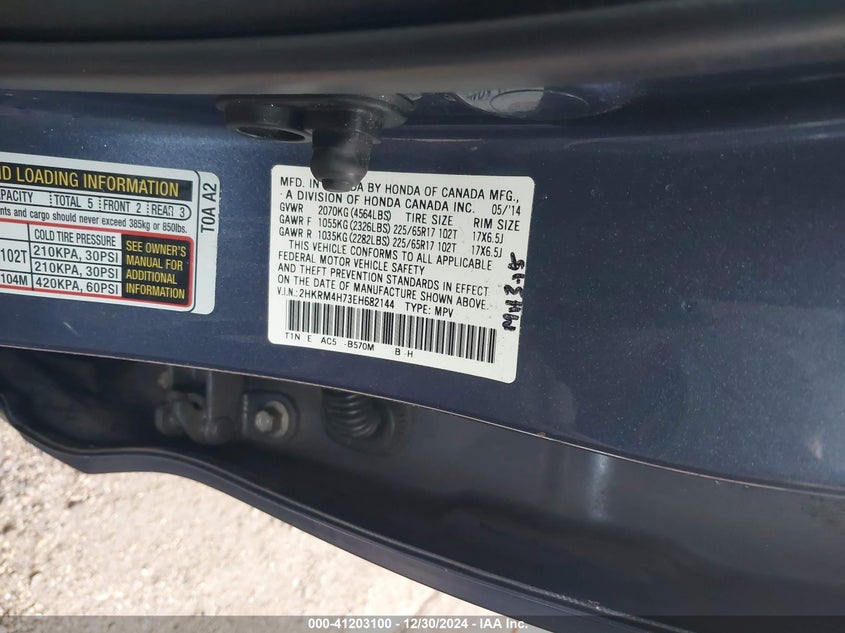 ND LOADING INFORMATION
CAPACITY TOTAL 5 FRONT 2 REAR 3
nts and cargo should never exceed 385kg or 850lbs.
COLD TIRE PRESSURE
102T 210KPA, 30PSI
210KPA, 30PSI
104M 420KPA, 60PSI
SEE OWNER'S
MANUAL FOR
ADDITIONAL
INFORMATION
T0A A2
MFD. IN CANADA BY HONDA OF CANADA MFG.,
A DIVISION OF HONDA CANADA INC. 05/'14
GVWR 2070KG (4564LBS) TIRE SIZE RIM SIZE
GAWR F 1055KG (2326LBS) 225/65R17 102T 17X6.5J
GAWR R 1035KG (2282LBS) 225/65R17 102T 17X6.5J
THIS VEHICLE CONFORMS TO ALL APPLICABLE
FEDERAL MOTOR VEHICLE SAFETY
AND THEFT PREVENTION STANDARDS IN EFFECT
ON THE DATE OF MANUFACTURE SHOWN ABOVE.
V.I.N.: 2HKRM4H73EH682144 TYPE: MPV
T1N E AC5 -B570M -B -H
000-41203100 - 12/30/2024 - IAA Inc.